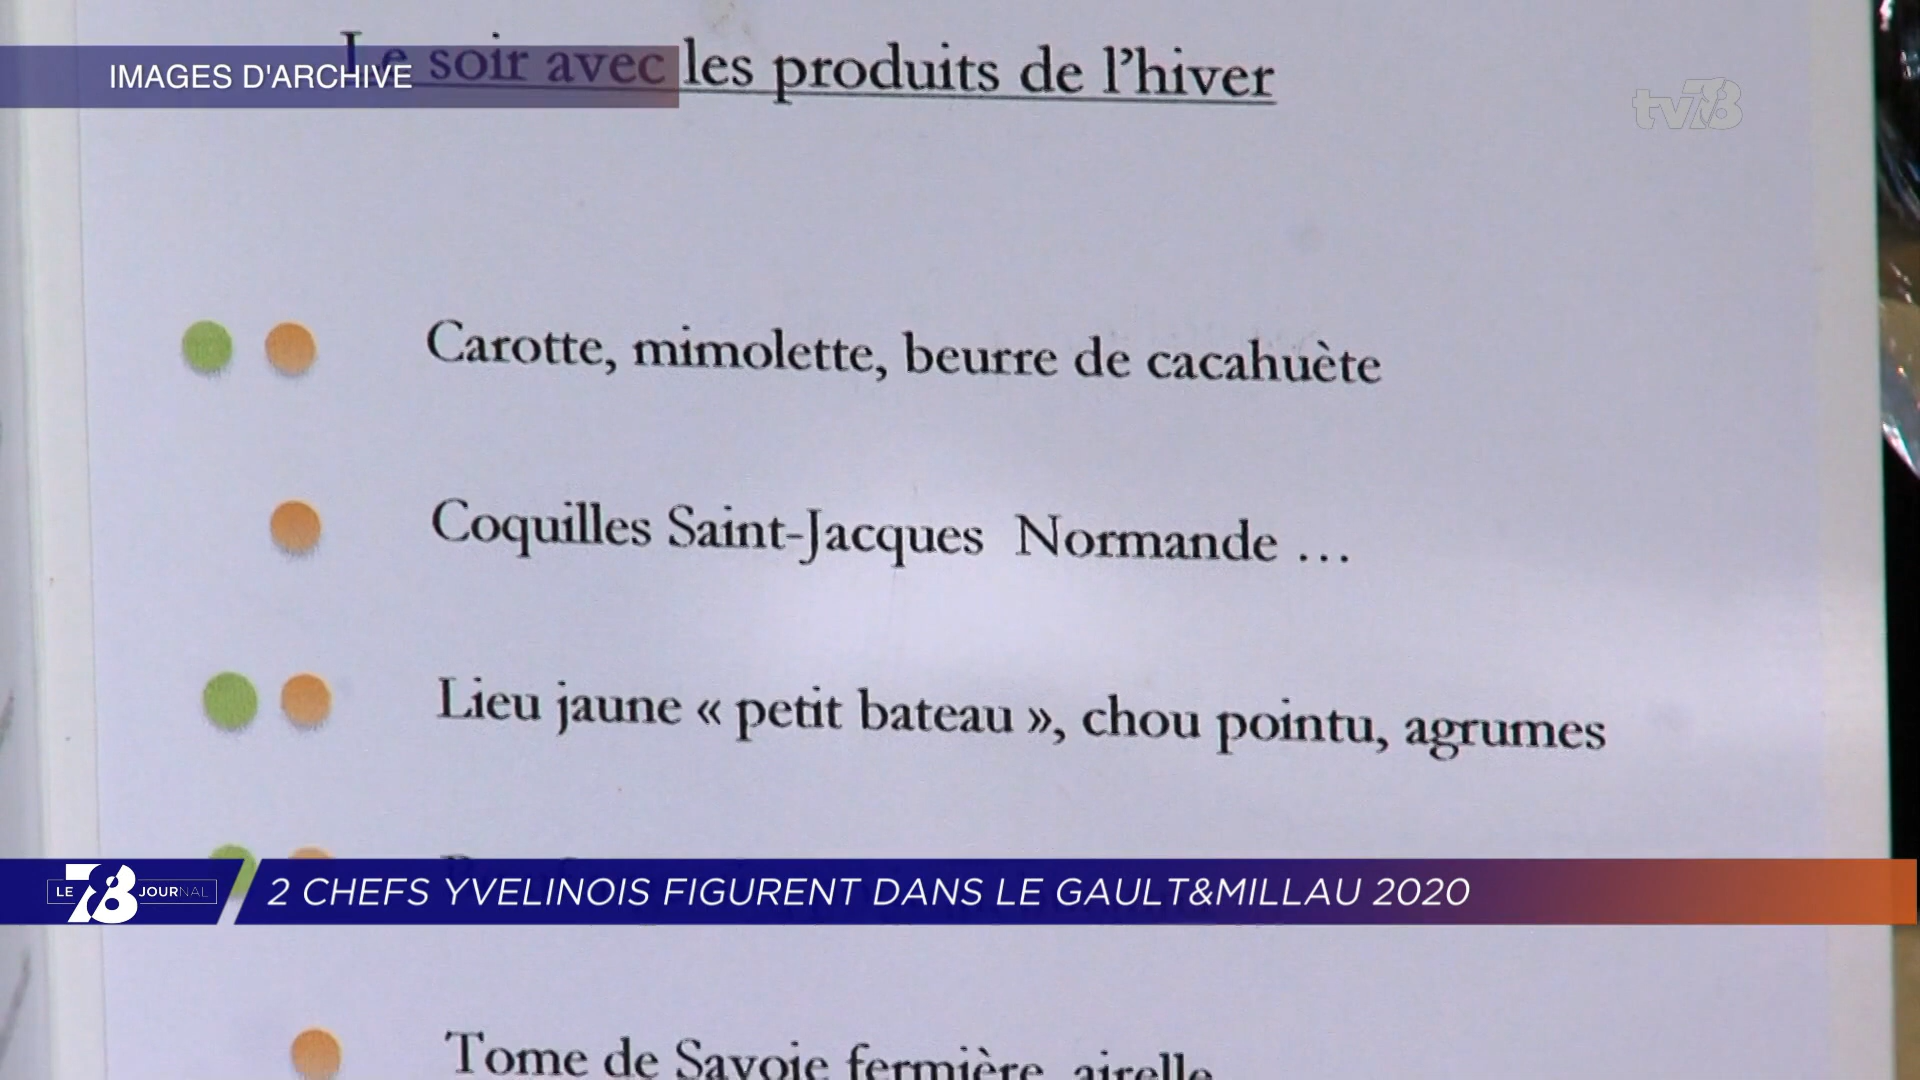 Le soir avec les produits de l'hiver
IMAGES D'ARCHIVE
tv78
Carotte, mimolette, beurre de cacahuète
Coquilles Saint-Jacques Normande ...
Lieu jaune « petit bateau », chou pointu, agrumes
LE 78 JOURNAL
2 CHEFS YVELINOIS FIGURENT DANS LE GAULT&MILLAU 2020
Tome de Savoie fermière, airelle